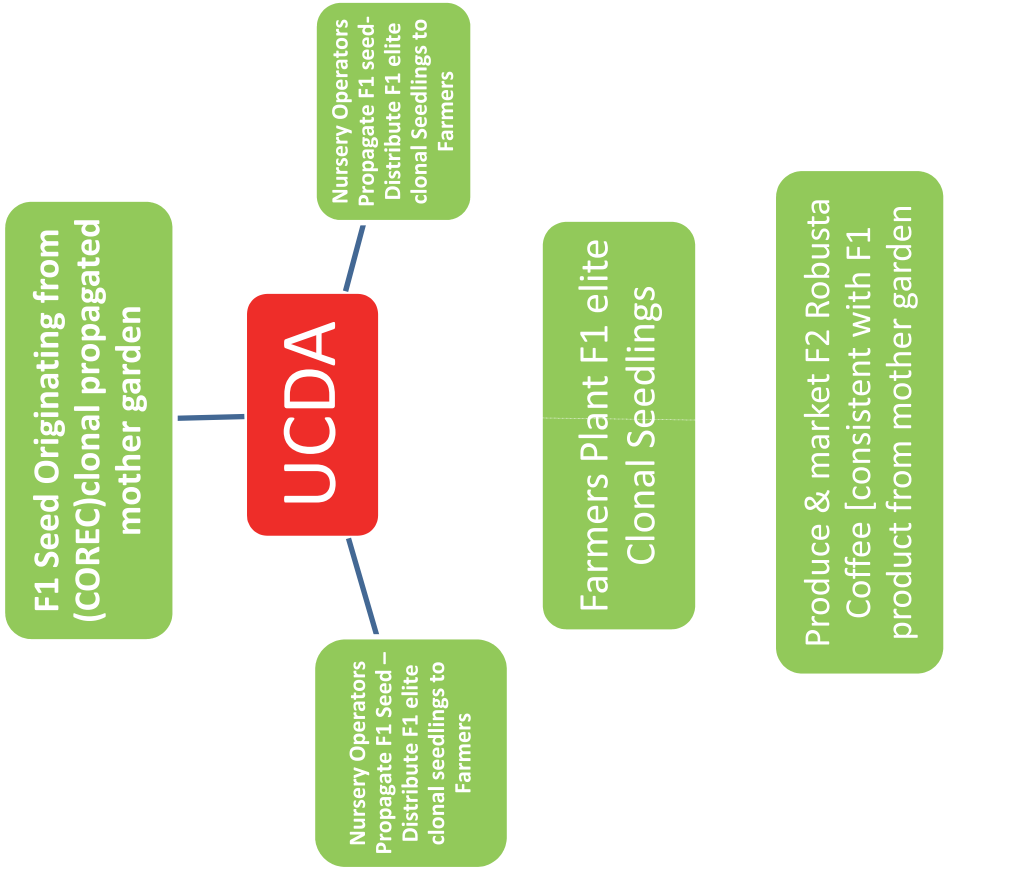 F1 Seed Originating from
(COREC)clonal propagated
mother garden
UCDA
Nursery Operators
Propagate F1 Seed –
Distribute F1 elite
clonal seedlings to
Farmers
Nursery Operators
Propagate F1 seed-
Distribute F1 elite
clonal Seedlings to
Farmers
Farmers Plant F1 elite
Clonal Seedlings
Produce & market F2 Robusta
Coffee [consistent with F1
product from mother garden